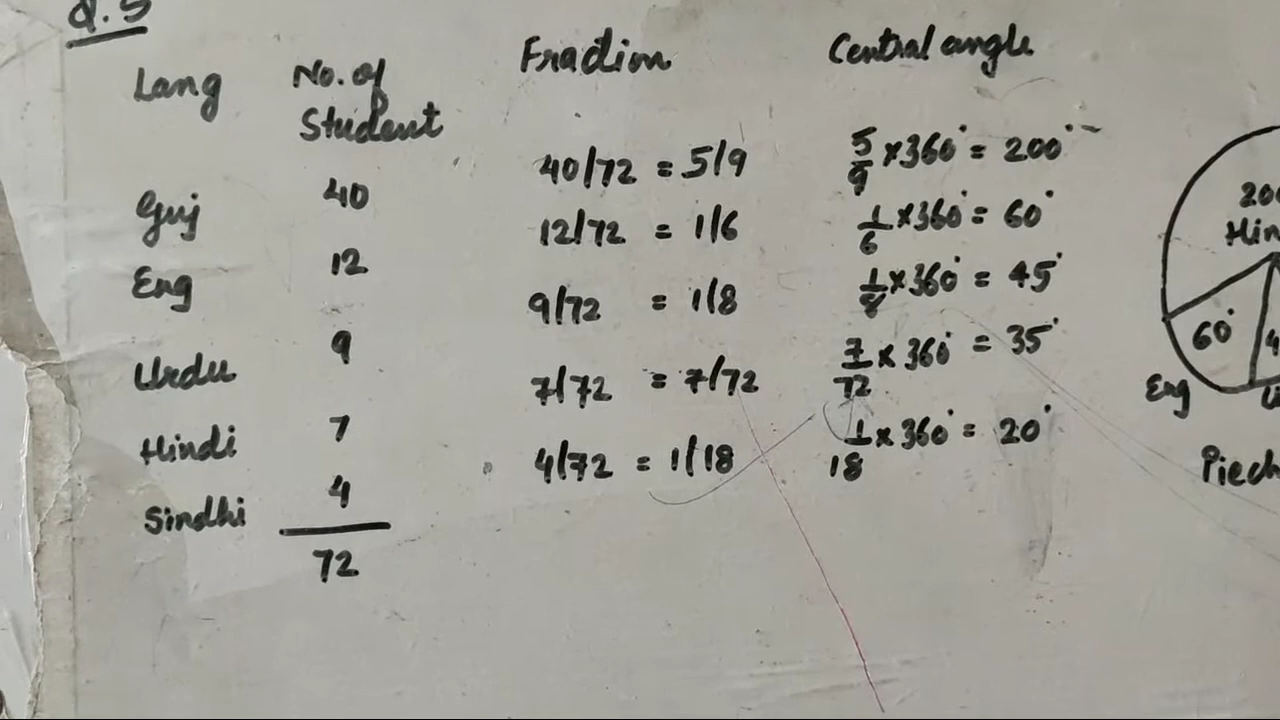 Q.5
Lang No. of Student Fraction Central angle
Guj 40 40/72 = 5/9 5/9 × 360° = 200°
Eng 12 12/72 = 1/6 1/6 × 360° = 60°
Urdu 9 9/72 = 1/8 1/8 × 360° = 45°
Hindi 7 7/72 = 7/72 7/72 × 360° = 35°
Sindhi 4 4/72 = 1/18 1/18 × 360° = 20°
72
60°
Eng